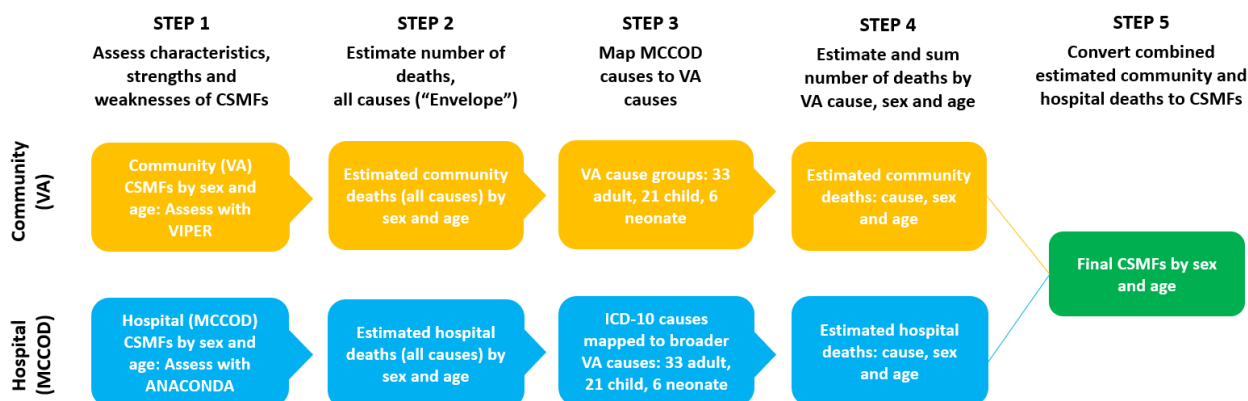 STEP 1
Assess characteristics,
strengths and
weaknesses of CSMFs
STEP 2
Estimate number of
deaths,
all causes (“Envelope”)
STEP 3
Map MCCOD
causes to VA
causes
STEP 4
Estimate and sum
number of deaths by
VA cause, sex and age
STEP 5
Convert combined
estimated community and
hospital deaths to CSMFs
Community
(VA)
Community (VA)
CSMFs by sex and
age: Assess with
VIPER
Estimated community
deaths (all causes) by
sex and age
VA cause groups: 33
adult, 21 child, 6
neonate
Estimated community
deaths: cause, sex
and age
Hospital
(MCCOD)
Hospital (MCCOD)
CSMFs by sex and
age: Assess with
ANACONDA
Estimated hospital
deaths (all causes) by
sex and age
ICD-10 causes
mapped to broader
VA causes: 33 adult,
21 child, 6 neonate
Estimated hospital
deaths: cause, sex
and age
Final CSMFs by sex
and age